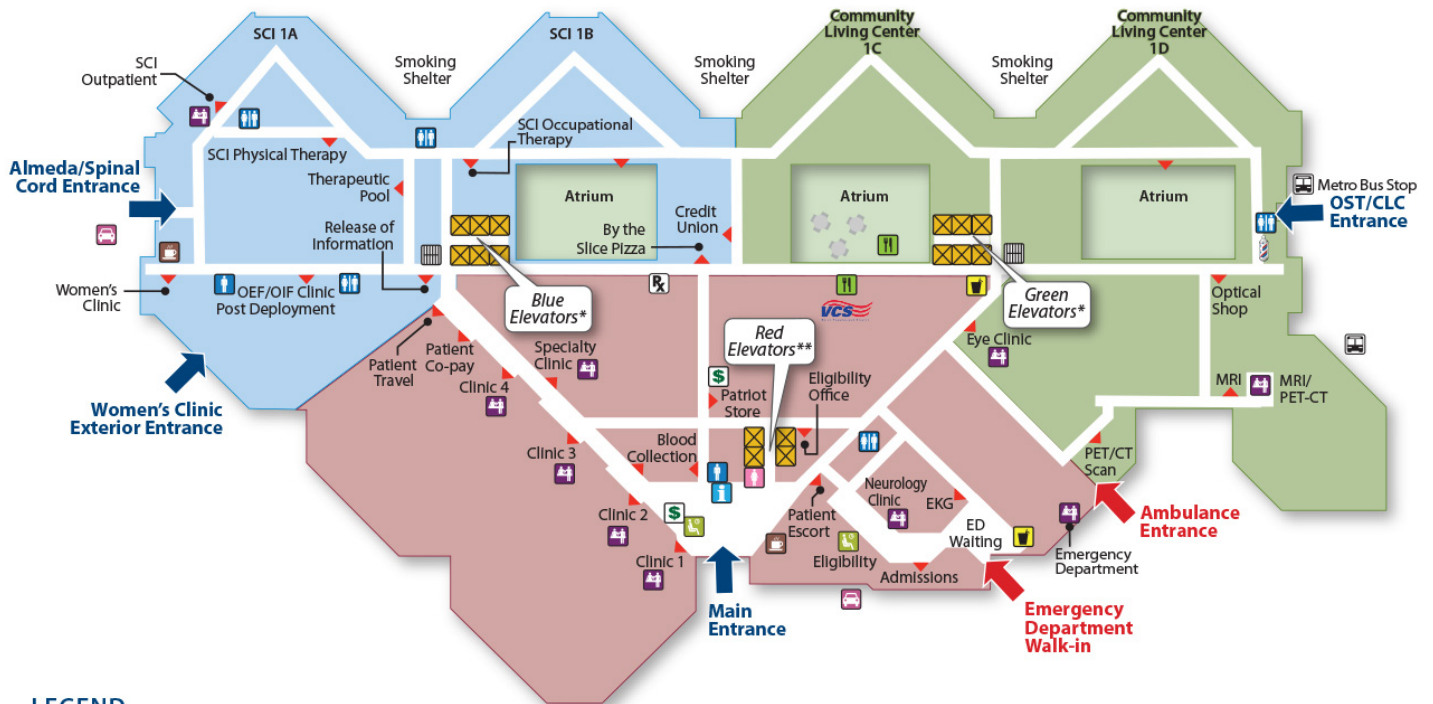 SCI 1A
SCI 1B
Community
Living Center
1C
Community
Living Center
1D
SCI
Outpatient
Smoking
Shelter
Smoking
Shelter
Smoking
Shelter
SCI Occupational
Therapy
SCI Physical Therapy
Almeda/Spinal
Cord Entrance
Therapeutic
Pool
Atrium
Atrium
Atrium
Metro Bus Stop
OST/CLC
Entrance
Release of
Information
Credit
Union
By the
Slice Pizza
Women's
Clinic
OEF/OIF Clinic
Post Deployment
Rx
Blue
Elevators*
VCS
Green
Elevators*
Optical
Shop
Red
Elevators**
Eye Clinic
Patient
Travel
Patient
Co-pay
Specialty
Clinic
Clinic 4
$
Patriot
Store
Eligibility
Office
MRI
MRI/
PET-CT
Women's Clinic
Exterior Entrance
Clinic 3
Blood
Collection
PET/CT
Scan
Neurology
Clinic
EKG
Clinic 2
$
i
Patient
Escort
ED
Waiting
Ambulance
Entrance
Clinic 1
Eligibility
Admissions
Emergency
Department
Main
Entrance
Emergency
Department
Walk-in
LEGEND